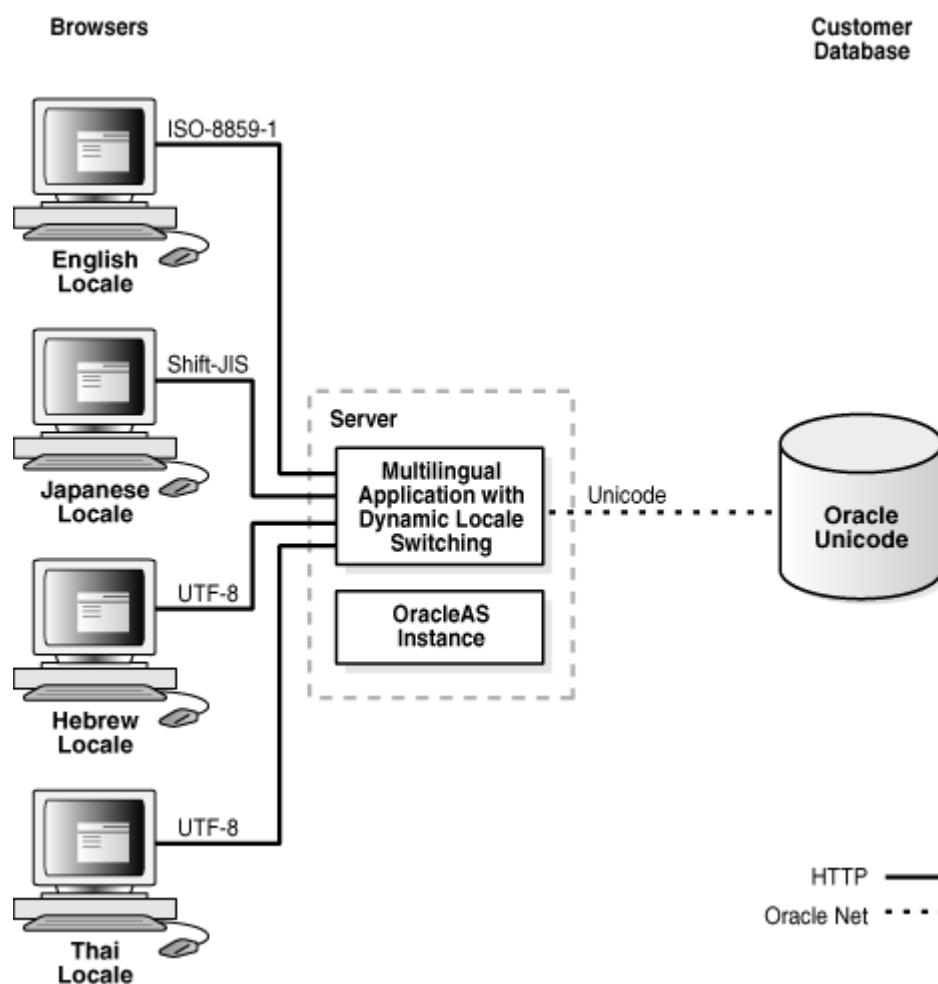 Browsers
Customer
Database
ISO-8859-1
English
Locale
Shift-JIS
Japanese
Locale
Server
Multilingual
Application with
Dynamic Locale
Switching
Unicode
Oracle
Unicode
UTF-8
Hebrew
Locale
OracleAS
Instance
UTF-8
Thai
Locale
HTTP
Oracle Net